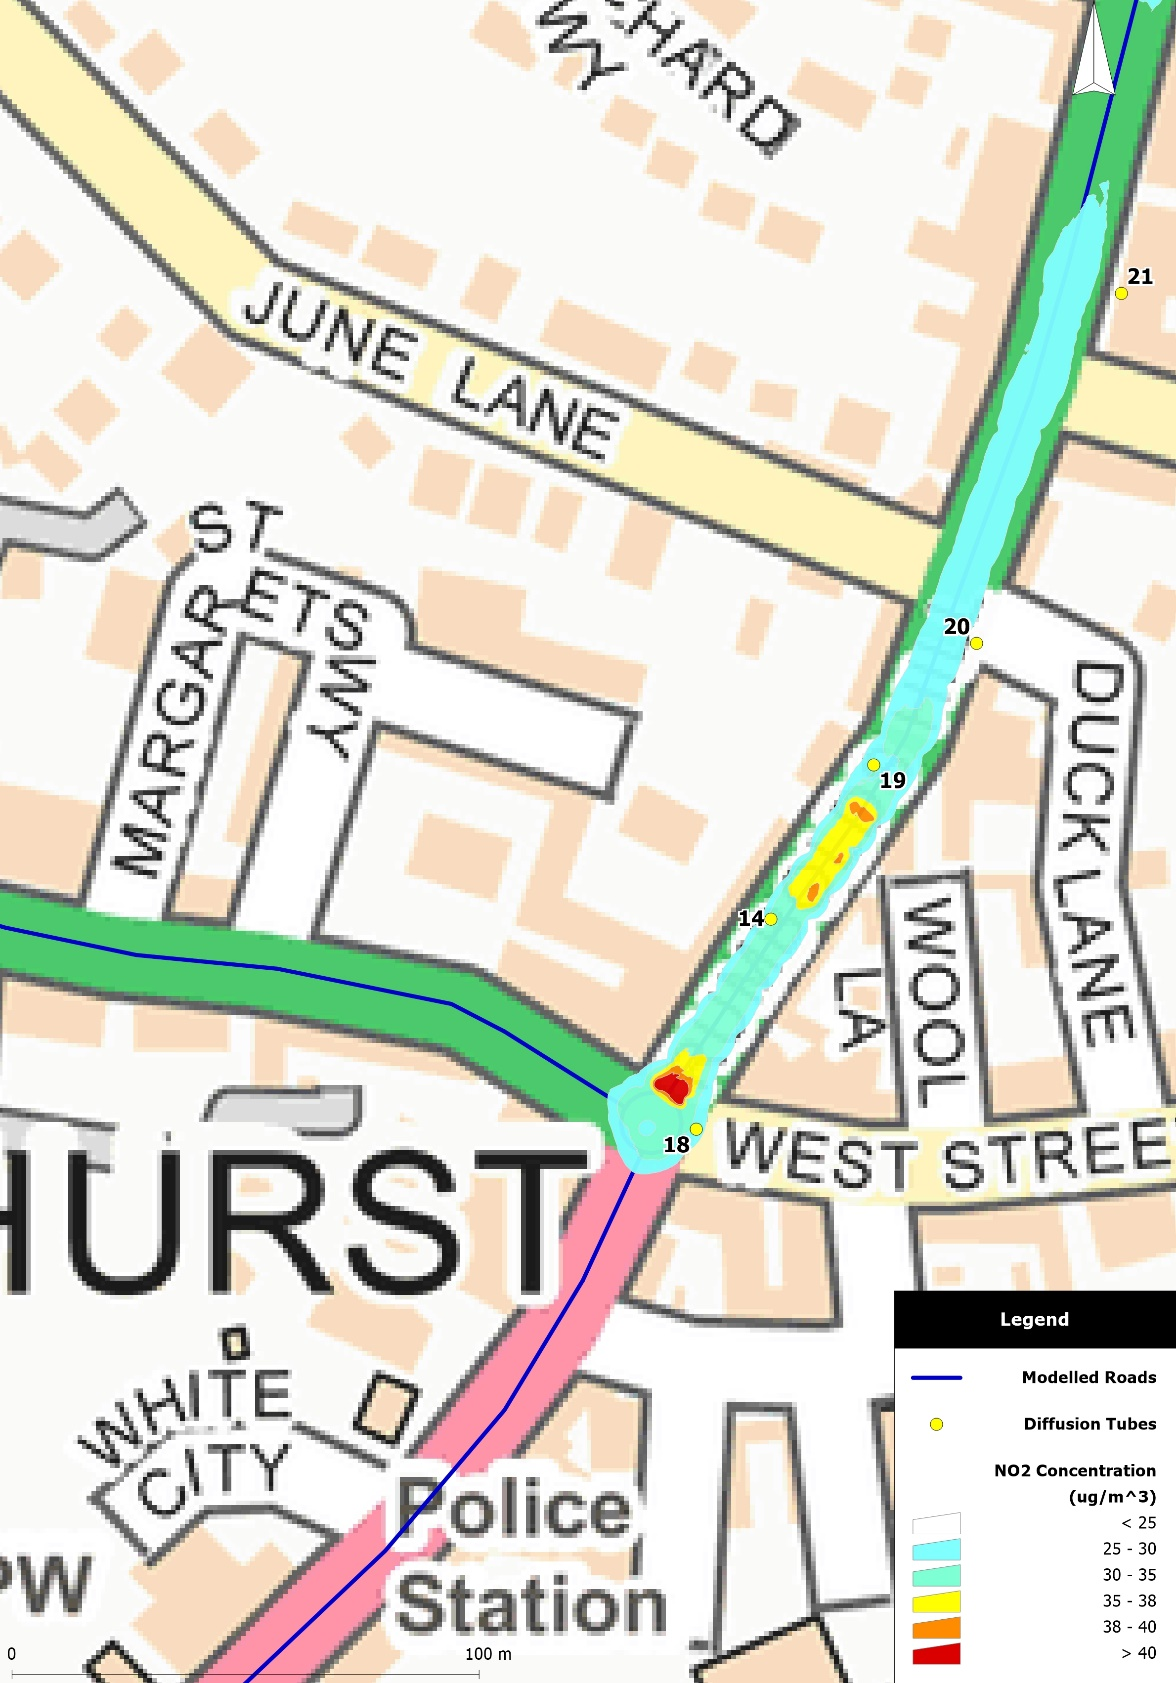 CHARD
WY
21
JUNE LANE
ST
MARGARETS WY
20
DUCK LANE
19
14
WOOL
LA
18
WEST STREE
HURST
WHITE
CITY
Police
Station
PW
0
100 m
Legend
Modelled Roads
Diffusion Tubes
NO2 Concentration
(ug/m^3)
< 25
25 - 30
30 - 35
35 - 38
38 - 40
> 40